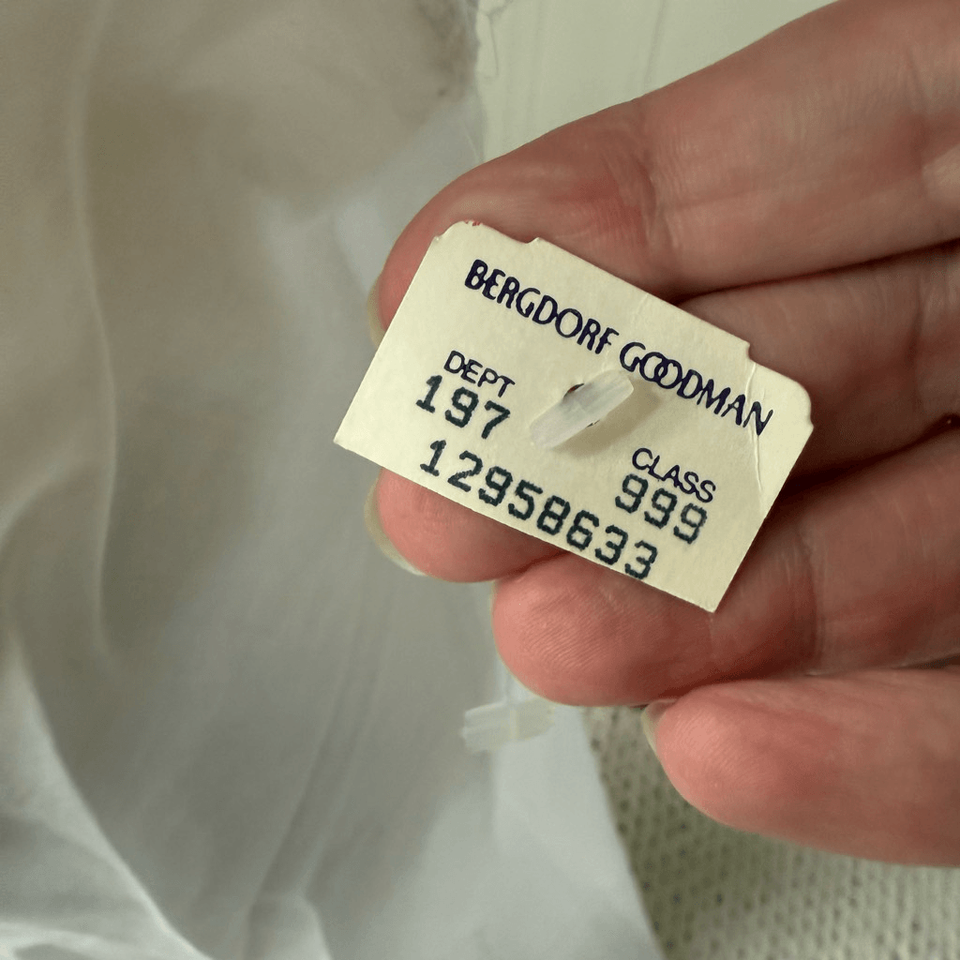 BERGDORF GOODMAN
DEPT
197
CLASS
999
12958633